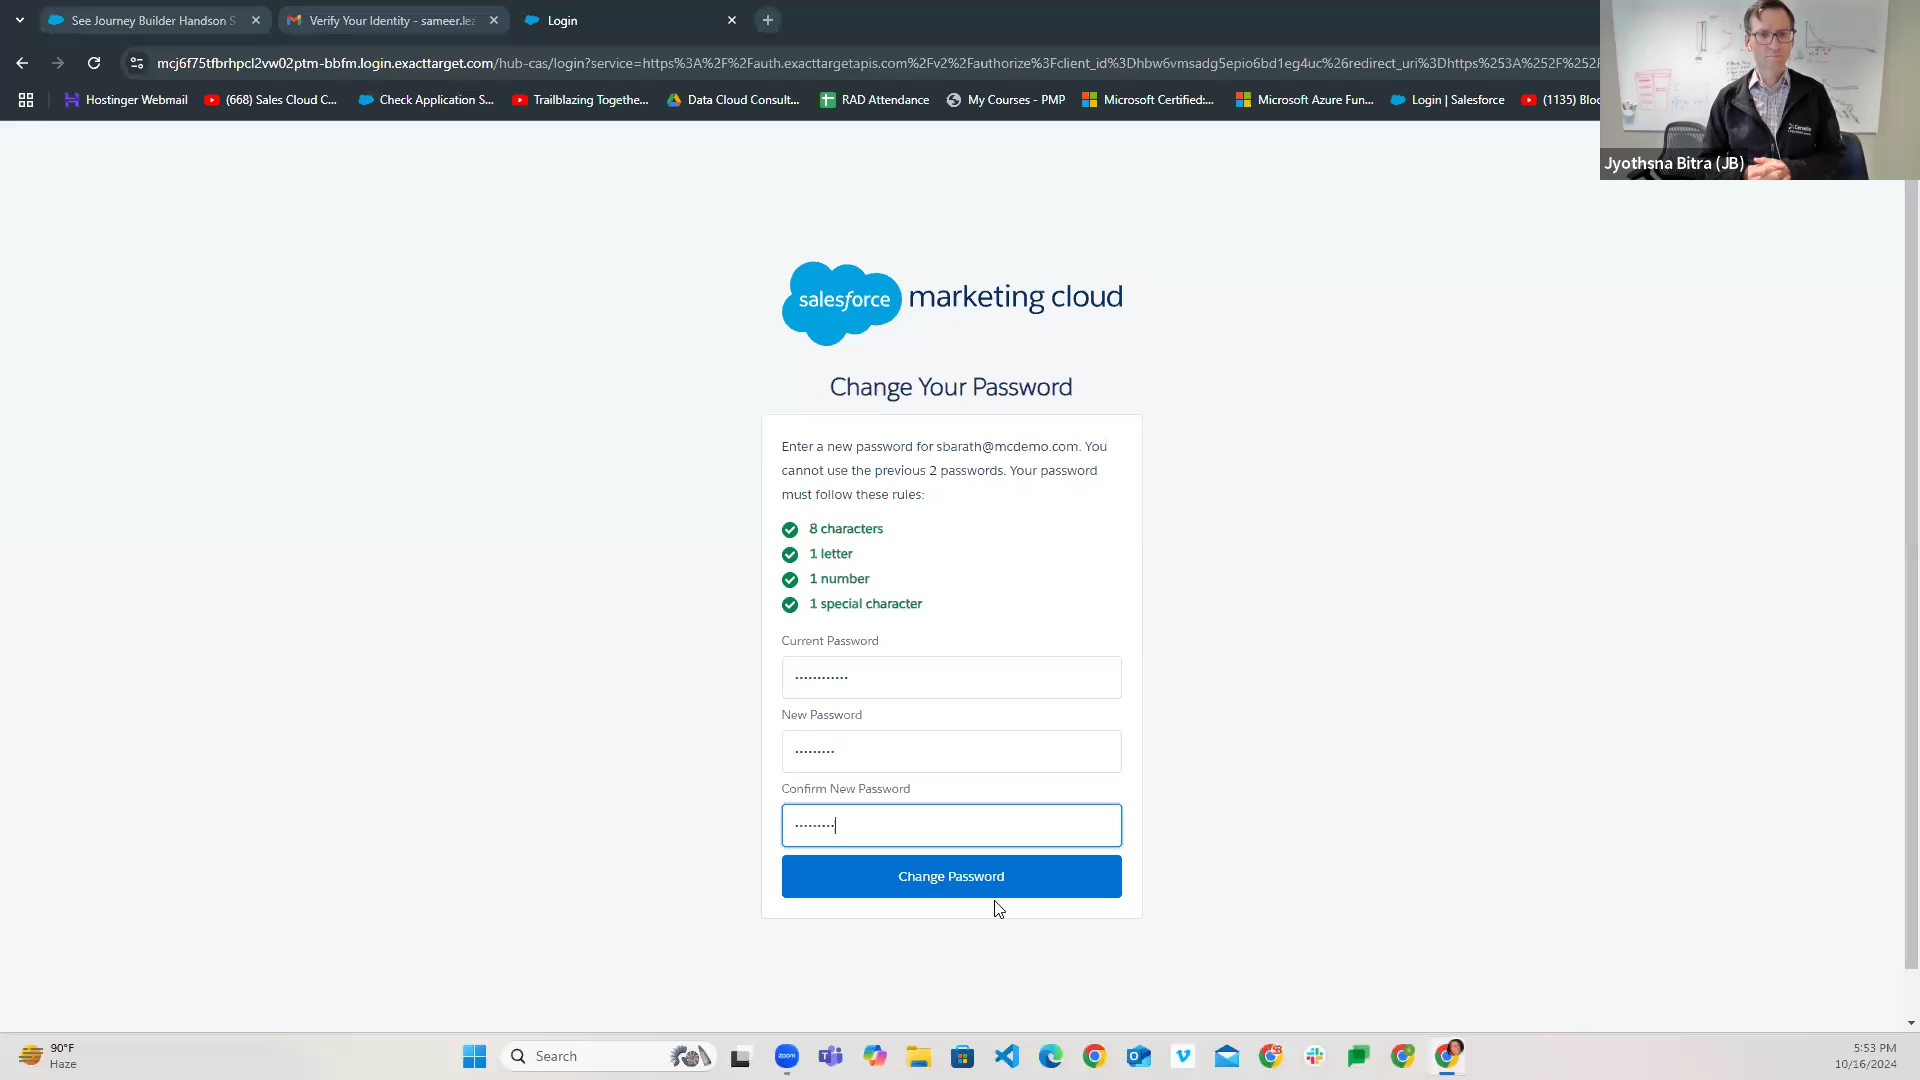 See Journey Builder Handson S
Verify Your Identity - sameer.lea
Login
mcj6f75tfbrhpcl2vw02ptm-bbfm.login.exacttarget.com/hub-cas/login?service=https%3A%2F%2Fauth.exacttargetapis.com%2Fv2%2Fauthorize%3Fclient_id%3Dhbw6vmsadg5epio6bd1eg4uc%26redirect_uri%3Dhttps%253A%252F%252F
Hostinger Webmail
(668) Sales Cloud C...
Check Application S...
Trailblazing Togethe...
Data Cloud Consult...
RAD Attendance
My Courses - PMP
Microsoft Certified:...
Microsoft Azure Fun...
Login | Salesforce
(1135) Bloc
Jyothsna Bitra (JB)
salesforce marketing cloud
Change Your Password
Enter a new password for sbarath@mcdemo.com. You
cannot use the previous 2 passwords. Your password
must follow these rules:
8 characters
1 letter
1 number
1 special character
Current Password
New Password
Confirm New Password
Change Password
90°F
Haze
Search
zoom
5:53 PM
10/16/2024